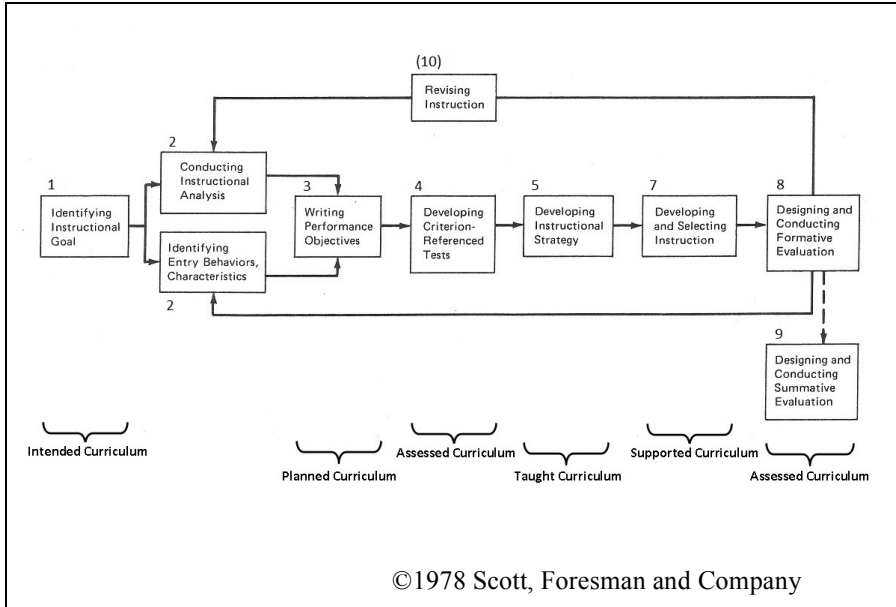 (10)
Revising
Instruction
2
Conducting
Instructional
Analysis
1
Identifying
Instructional
Goal
Identifying
Entry Behaviors,
Characteristics
2
3
Writing
Performance
Objectives
4
Developing
Criterion-
Referenced
Tests
5
Developing
Instructional
Strategy
7
Developing
and Selecting
Instruction
8
Designing and
Conducting
Formative
Evaluation
9
Designing and
Conducting
Summative
Evaluation
Intended Curriculum
Planned Curriculum
Assessed Curriculum
Taught Curriculum
Supported Curriculum
Assessed Curriculum
©1978 Scott, Foresman and Company